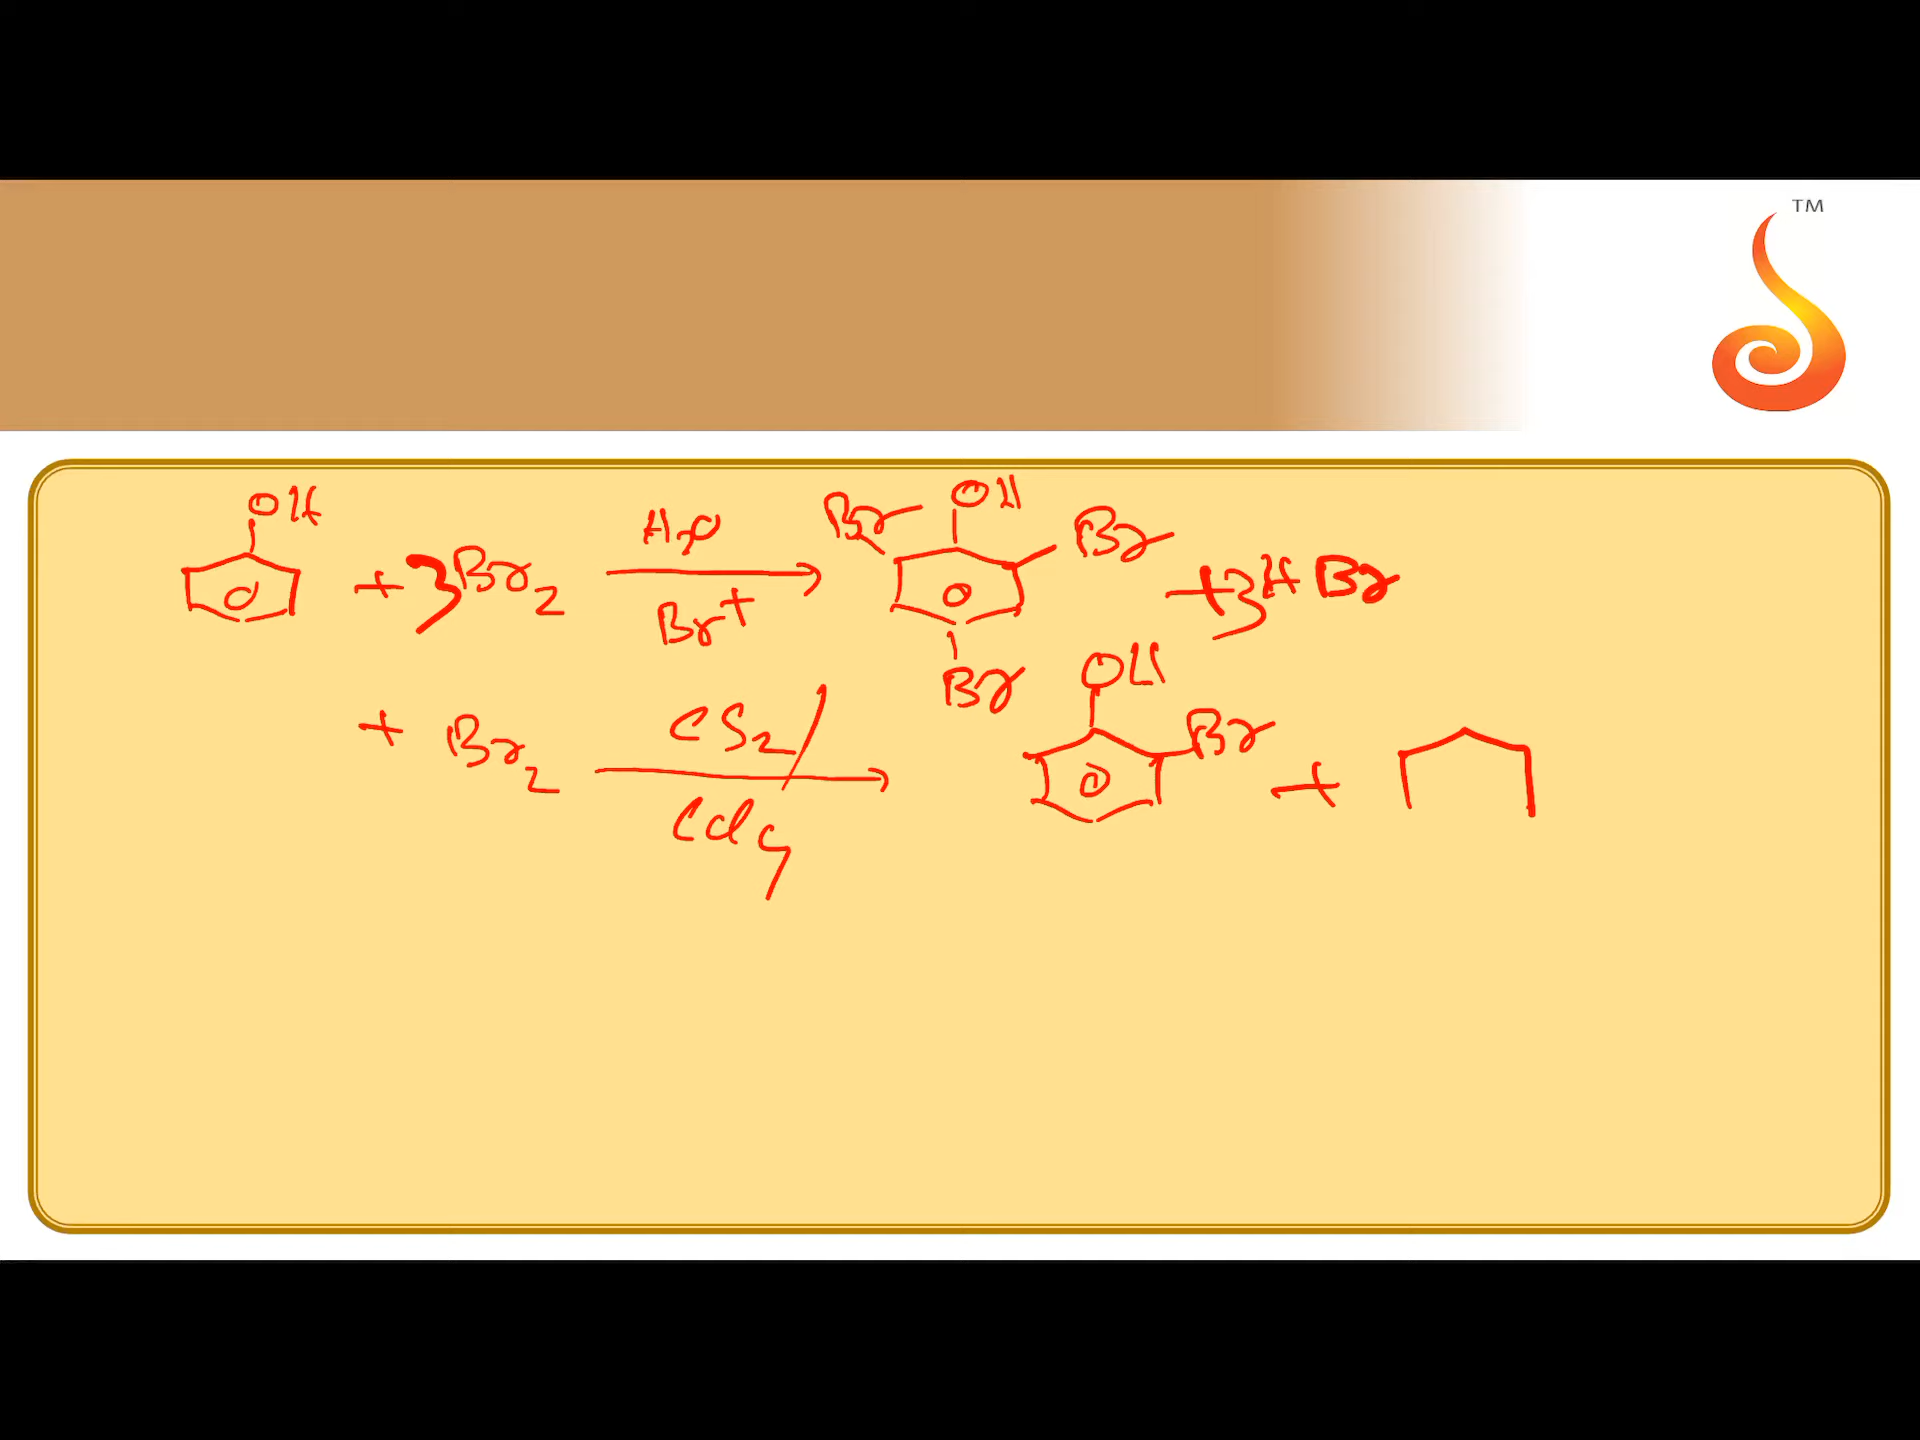 TM
OH
+ 3Br2 H2O Br+ Br OH Br Br + 3HBr
+ Br2 CS2/ CCl4 OH Br +